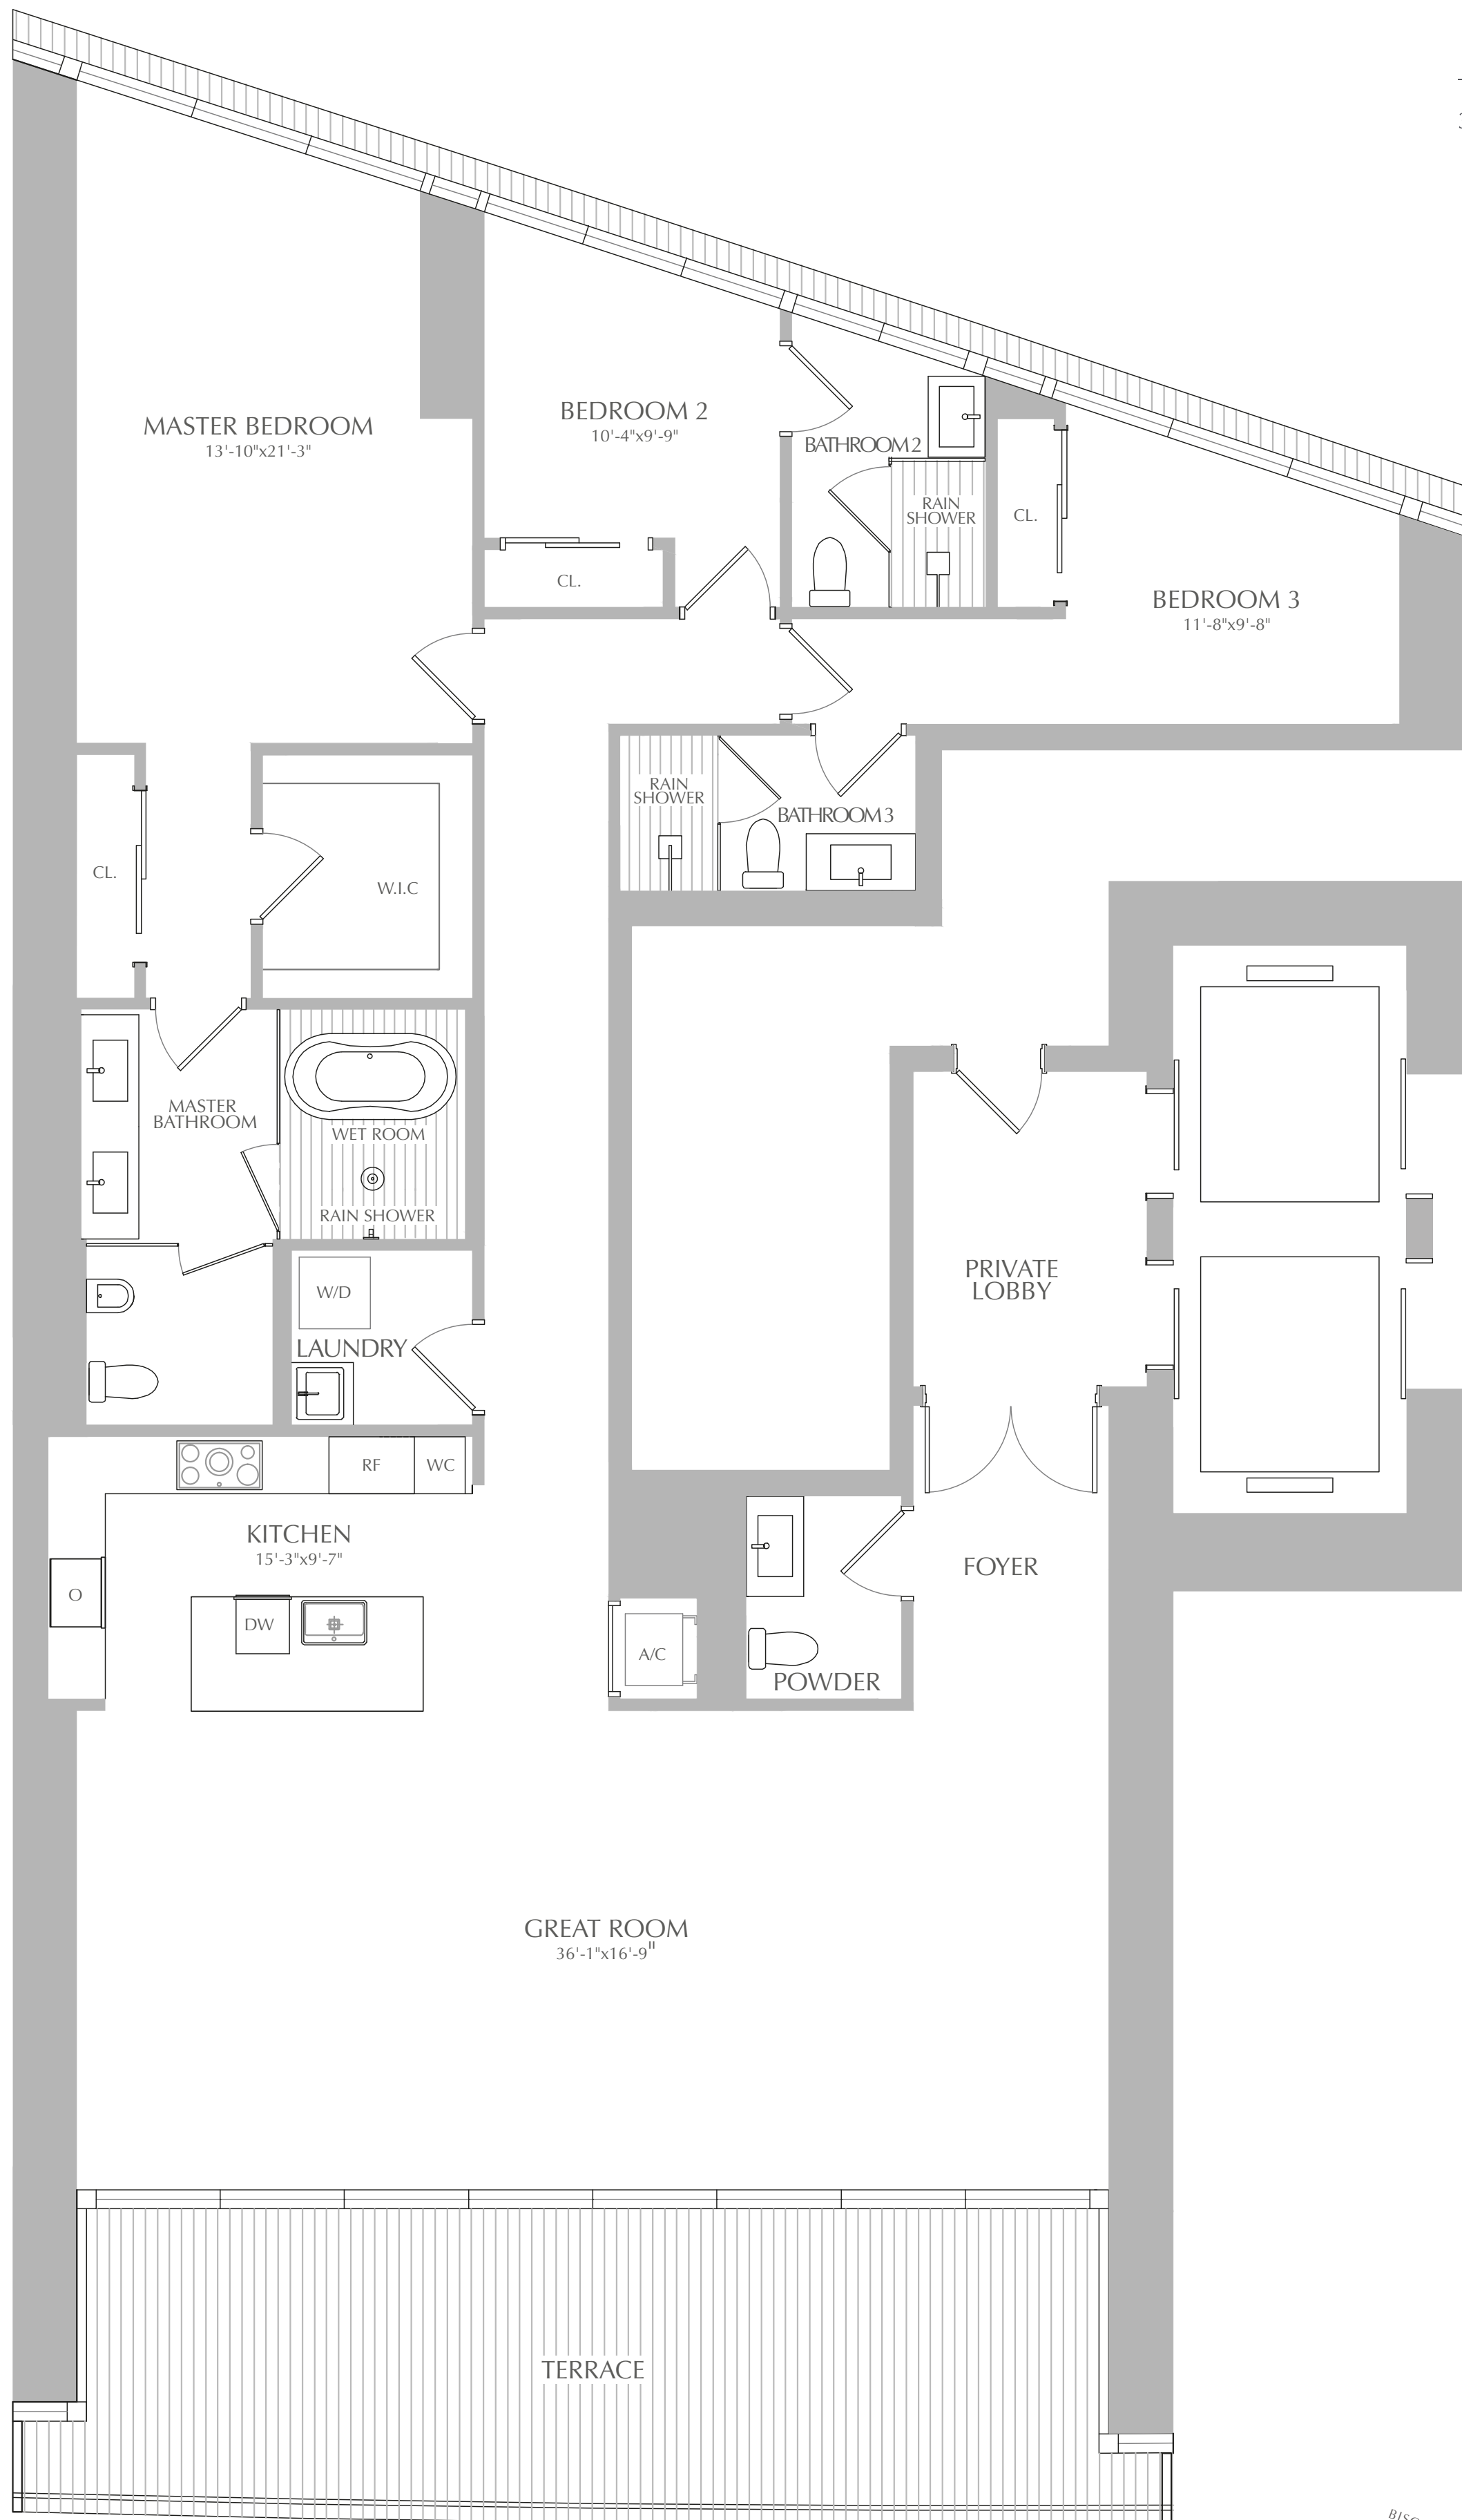 MASTER BEDROOM
13'-10"x21'-3"
BEDROOM 2
10'-4"x9'-9"
BATHROOM 2
RAIN
SHOWER
CL.
CL.
BEDROOM 3
11'-8"x9'-8"
RAIN
SHOWER
BATHROOM 3
CL.
W.I.C
MASTER
BATHROOM
WET ROOM
RAIN SHOWER
W/D
LAUNDRY
PRIVATE
LOBBY
RF
WC
KITCHEN
15'-3"x9'-7"
O
DW
A/C
POWDER
FOYER
GREAT ROOM
36'-1"x16'-9"
TERRACE